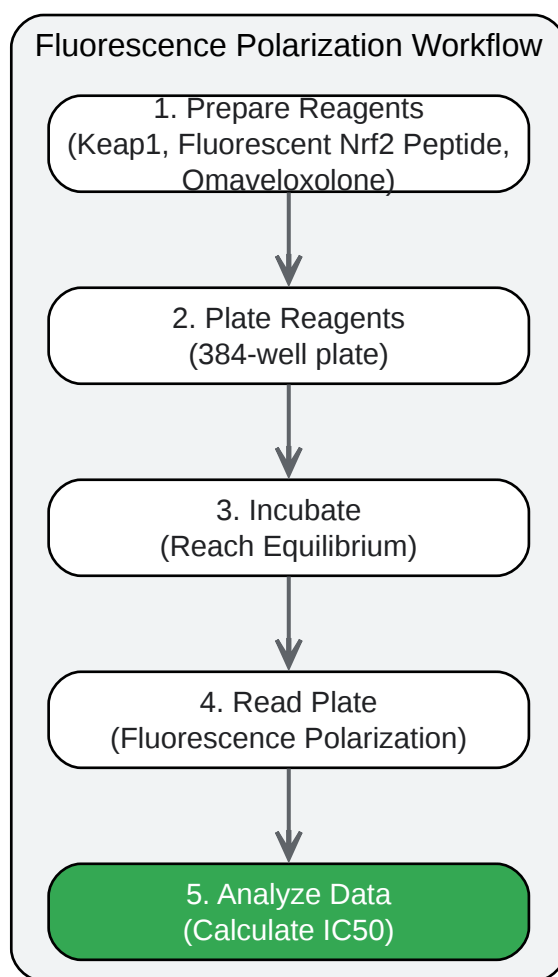 Fluorescence Polarization Workflow
1. Prepare Reagents
(Keap1, Fluorescent Nrf2 Peptide,
Omaveloxolone)
2. Plate Reagents
(384-well plate)
3. Incubate
(Reach Equilibrium)
4. Read Plate
(Fluorescence Polarization)
5. Analyze Data
(Calculate IC50)